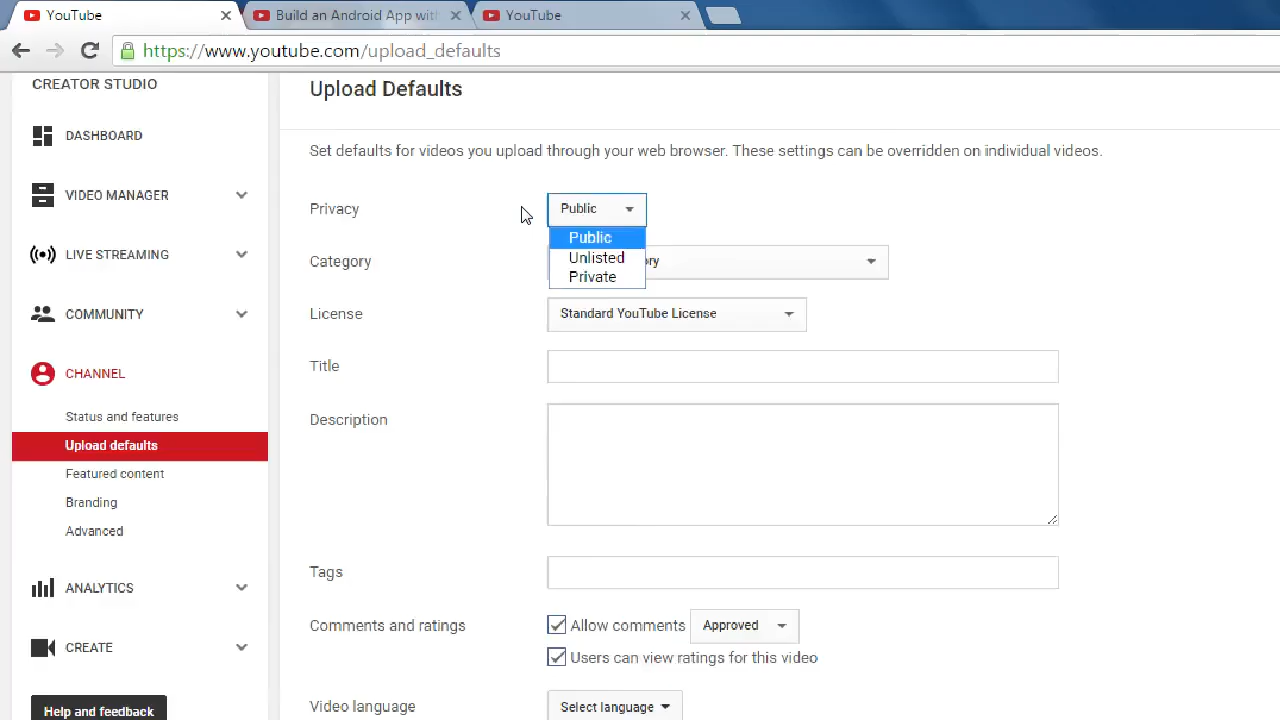 YouTube
Build an Android App with
YouTube
https://www.youtube.com/upload_defaults
CREATOR STUDIO
DASHBOARD
VIDEO MANAGER
LIVE STREAMING
COMMUNITY
CHANNEL
Status and features
Upload defaults
Featured content
Branding
Advanced
ANALYTICS
CREATE
Help and feedback
Upload Defaults
Set defaults for videos you upload through your web browser. These settings can be overridden on individual videos.
Privacy
Public
Public
Unlisted
Private
Category
License
Standard YouTube License
Title
Description
Tags
Comments and ratings
Allow comments
Approved
Users can view ratings for this video
Video language
Select language